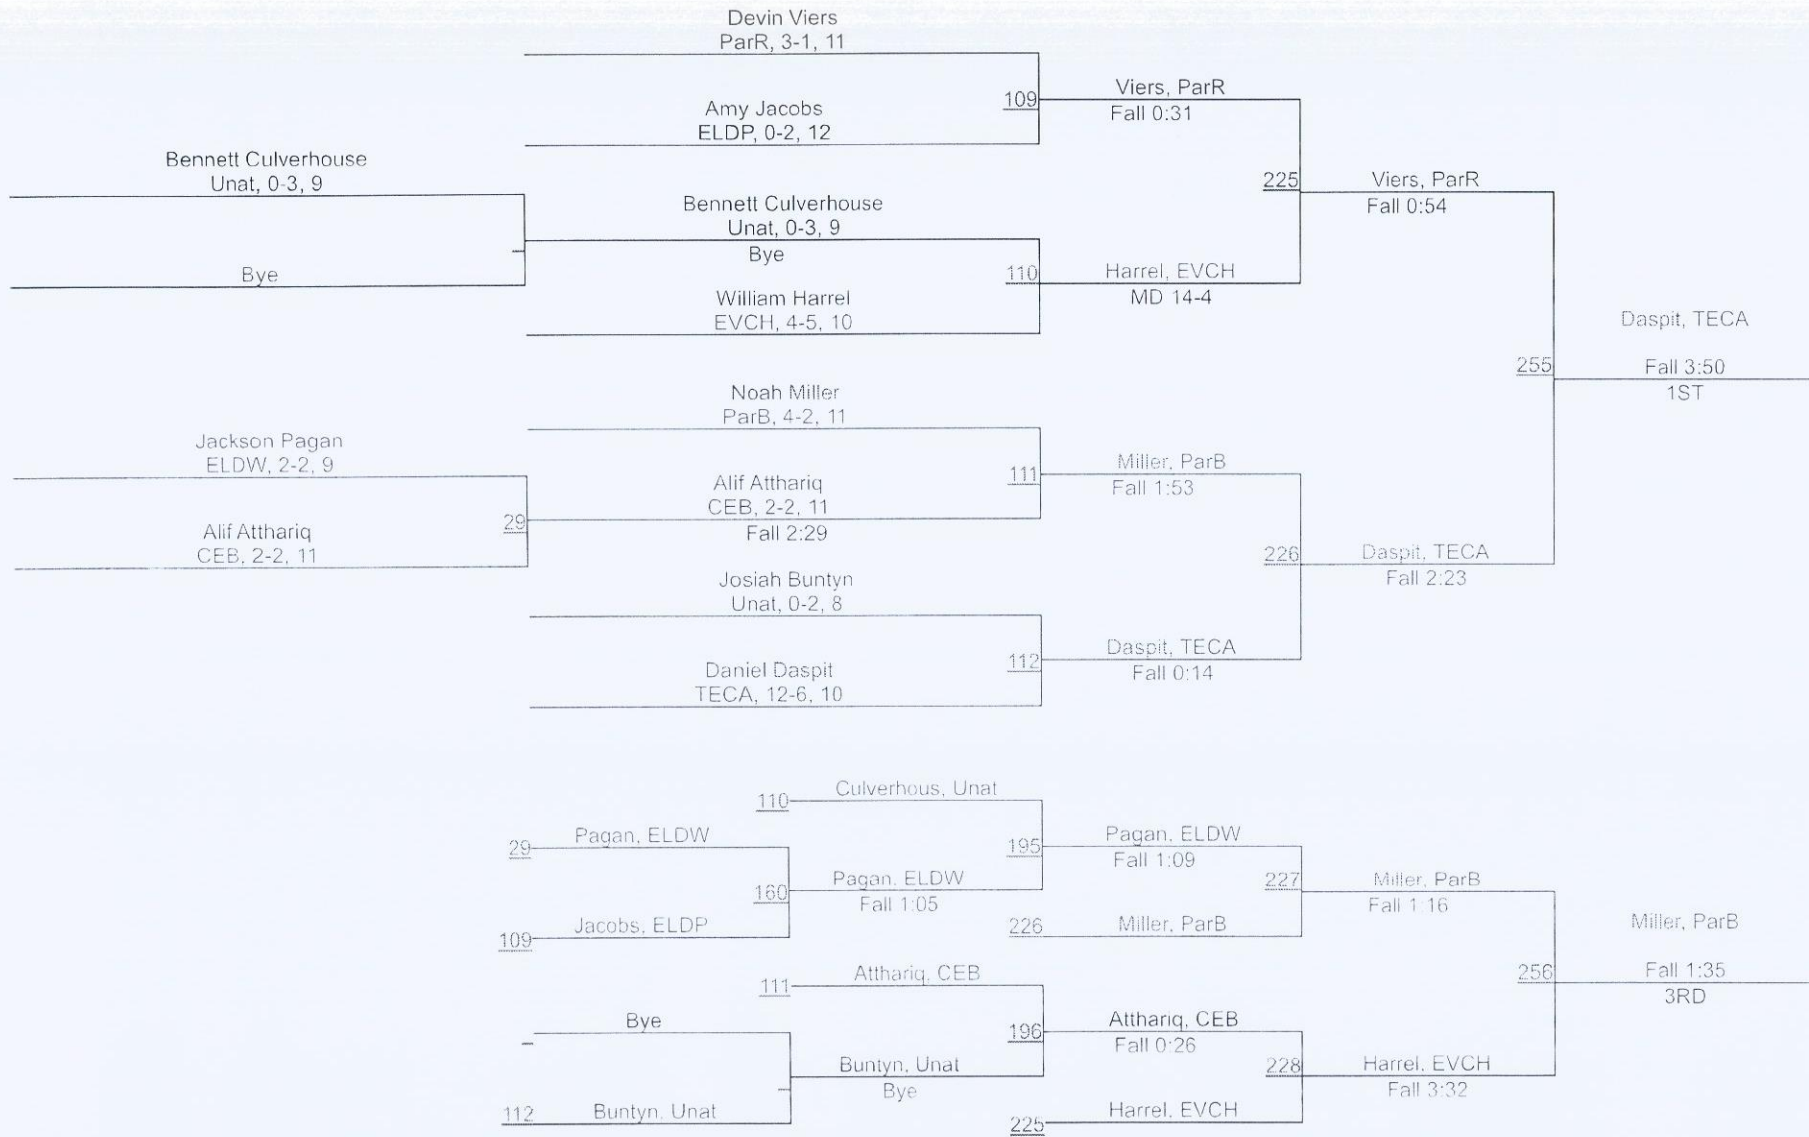 Devin Viers
ParR, 3-1, 11
109
Viers, ParR
Fall 0:31
Amy Jacobs
ELDP, 0-2, 12
Bennett Culverhouse
Unat, 0-3, 9
225
Viers, ParR
Fall 0:54
Bennett Culverhouse
Unat, 0-3, 9
Bye
Bye
110
Harrel, EVCH
MD 14-4
William Harrel
EVCH, 4-5, 10
Daspit, TECA
255
Fall 3:50
1ST
Noah Miller
ParB, 4-2, 11
Jackson Pagan
ELDW, 2-2, 9
111
Miller, ParB
Fall 1:53
Alif Atthariq
CEB, 2-2, 11
Fall 2:29
29
Alif Atthariq
CEB, 2-2, 11
226
Daspit, TECA
Fall 2:23
Josiah Buntyn
Unat, 0-2, 8
112
Daspit, TECA
Fall 0:14
Daniel Daspit
TECA, 12-6, 10
110
Culverhous, Unat
29
Pagan, ELDW
195
Pagan, ELDW
Fall 1:09
160
Pagan, ELDW
Fall 1:05
227
Miller, ParB
Fall 1:16
109
Jacobs, ELDP
226
Miller, ParB
Miller, ParB
256
Fall 1:35
3RD
111
Atthariq, CEB
Bye
196
Atthariq, CEB
Fall 0:26
Buntyn, Unat
Bye
228
Harrel, EVCH
Fall 3:32
112
Buntyn, Unat
225
Harrel, EVCH